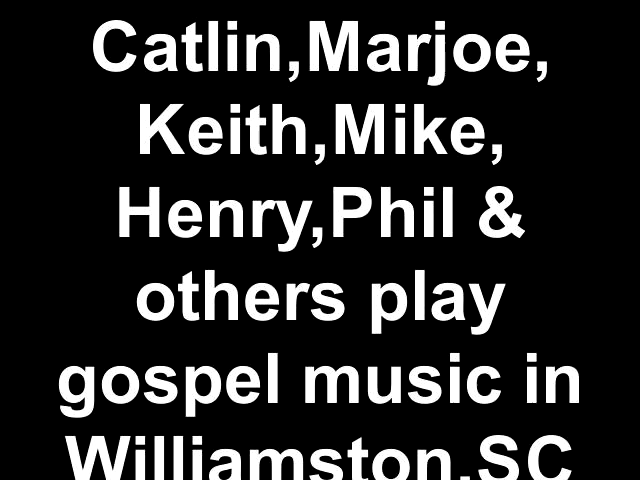 Catlin,Marjoe,
Keith,Mike,
Henry,Phil &
others play
gospel music in
Williamston,SC